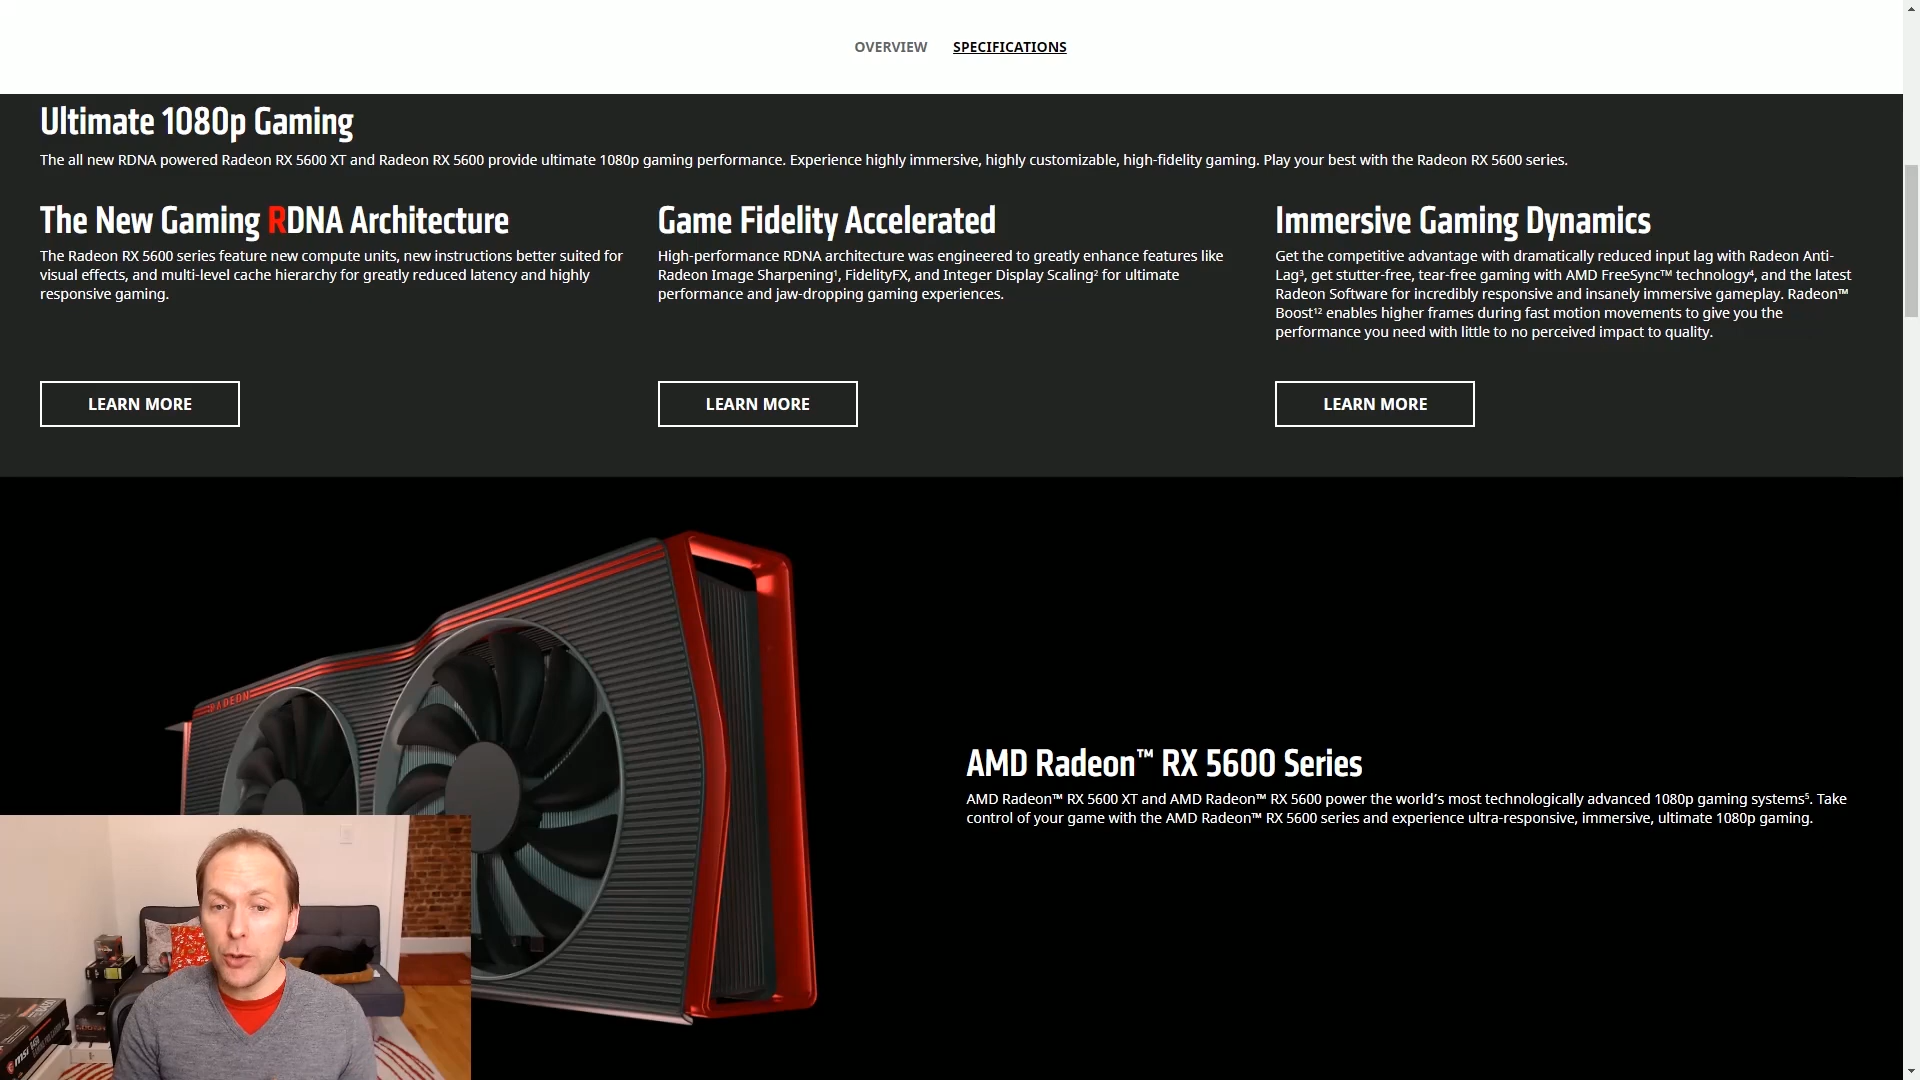 OVERVIEW SPECIFICATIONS
Ultimate 1080p Gaming
The all new RDNA powered Radeon RX 5600 XT and Radeon RX 5600 provide ultimate 1080p gaming performance. Experience highly immersive, highly customizable, high-fidelity gaming. Play your best with the Radeon RX 5600 series.
The New Gaming RDNA Architecture
The Radeon RX 5600 series feature new compute units, new instructions better suited for
visual effects, and multi-level cache hierarchy for greatly reduced latency and highly
responsive gaming.
LEARN MORE
Game Fidelity Accelerated
High-performance RDNA architecture was engineered to greatly enhance features like
Radeon Image Sharpening¹, FidelityFX, and Integer Display Scaling² for ultimate
performance and jaw-dropping gaming experiences.
LEARN MORE
Immersive Gaming Dynamics
Get the competitive advantage with dramatically reduced input lag with Radeon Anti-
Lag³, get stutter-free, tear-free gaming with AMD FreeSync™ technology⁴, and the latest
Radeon Software for incredibly responsive and insanely immersive gameplay. Radeon™
Boost¹² enables higher frames during fast motion movements to give you the
performance you need with little to no perceived impact to quality.
LEARN MORE
RADEON
AMD Radeon™ RX 5600 Series
AMD Radeon™ RX 5600 XT and AMD Radeon™ RX 5600 power the world's most technologically advanced 1080p gaming systems⁵. Take
control of your game with the AMD Radeon™ RX 5600 series and experience ultra-responsive, immersive, ultimate 1080p gaming.
msi